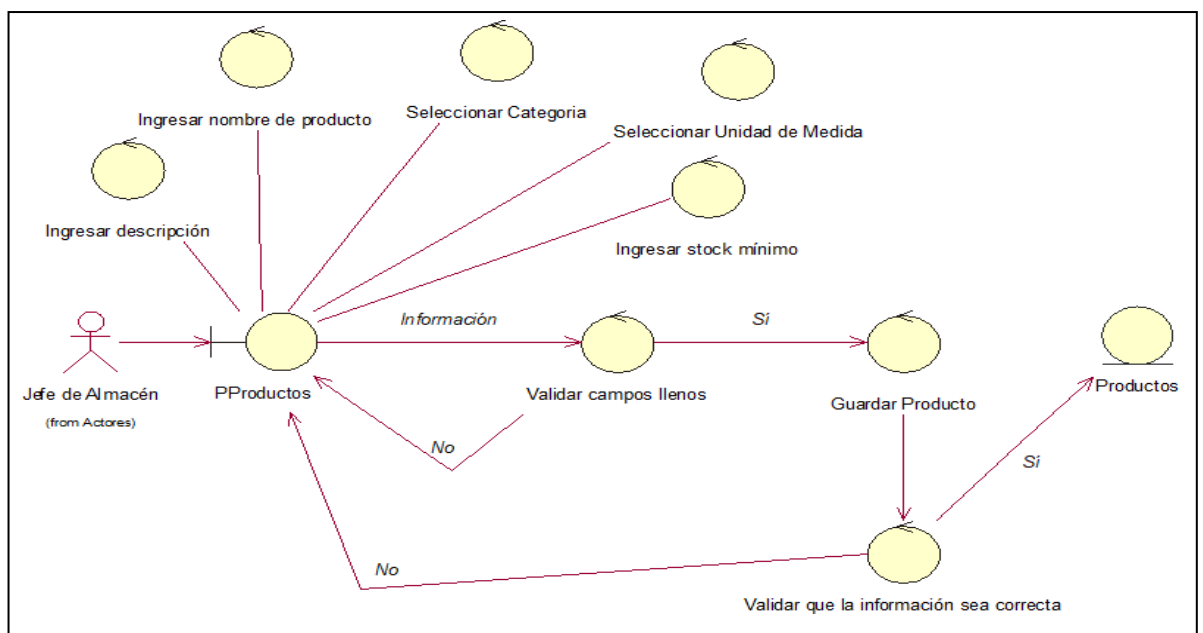 Ingresar nombre de producto
Seleccionar Categoria
Seleccionar Unidad de Medida
Ingresar descripción
Ingresar stock mínimo
Información
Sí
Jefe de Almacén
(from Actores)
PProductos
Validar campos llenos
Guardar Producto
Productos
No
Sí
No
Validar que la información sea correcta